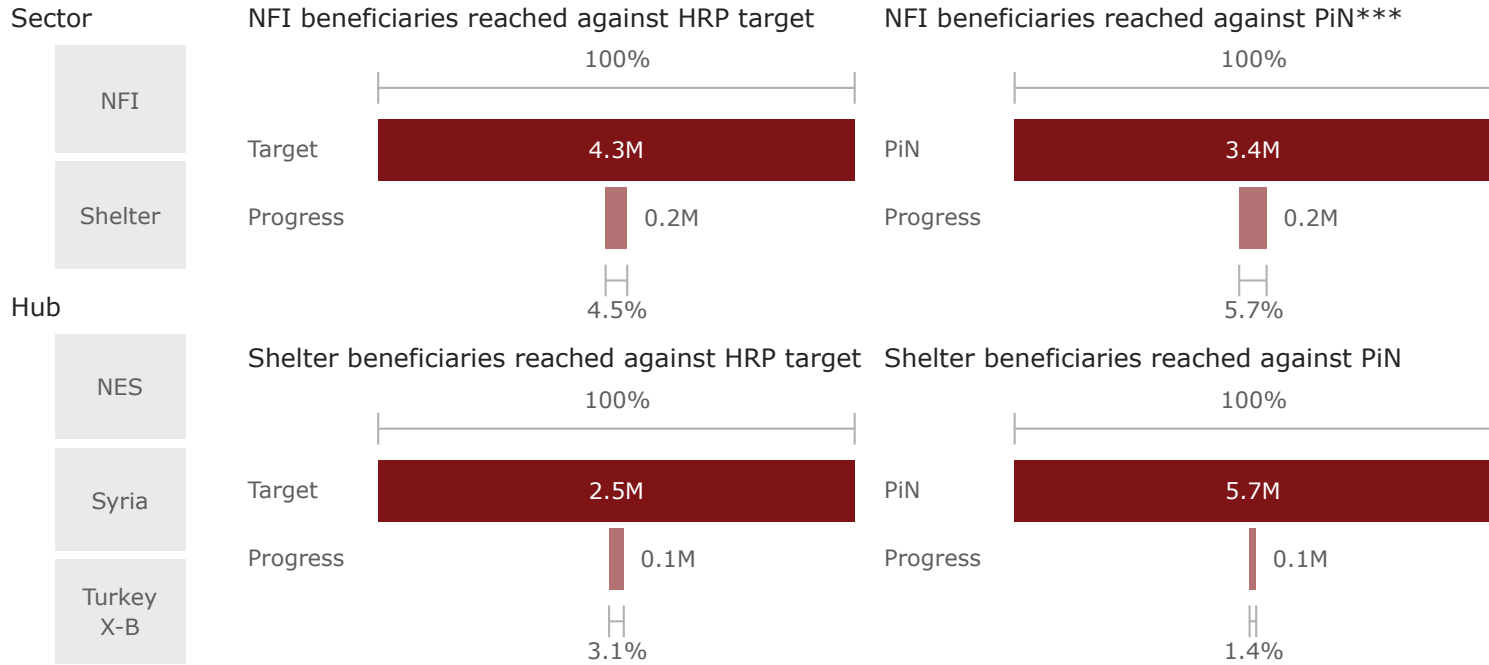 Sector
NFI
Shelter
Hub
NES
Syria
Turkey
X-B
NFI beneficiaries reached against HRP target
100%
Target
4.3M
Progress
0.2M
4.5%
NFI beneficiaries reached against PiN***
100%
PiN
3.4M
Progress
0.2M
5.7%
Shelter beneficiaries reached against HRP target
100%
Target
2.5M
Progress
0.1M
3.1%
Shelter beneficiaries reached against PiN
100%
PiN
5.7M
Progress
0.1M
1.4%